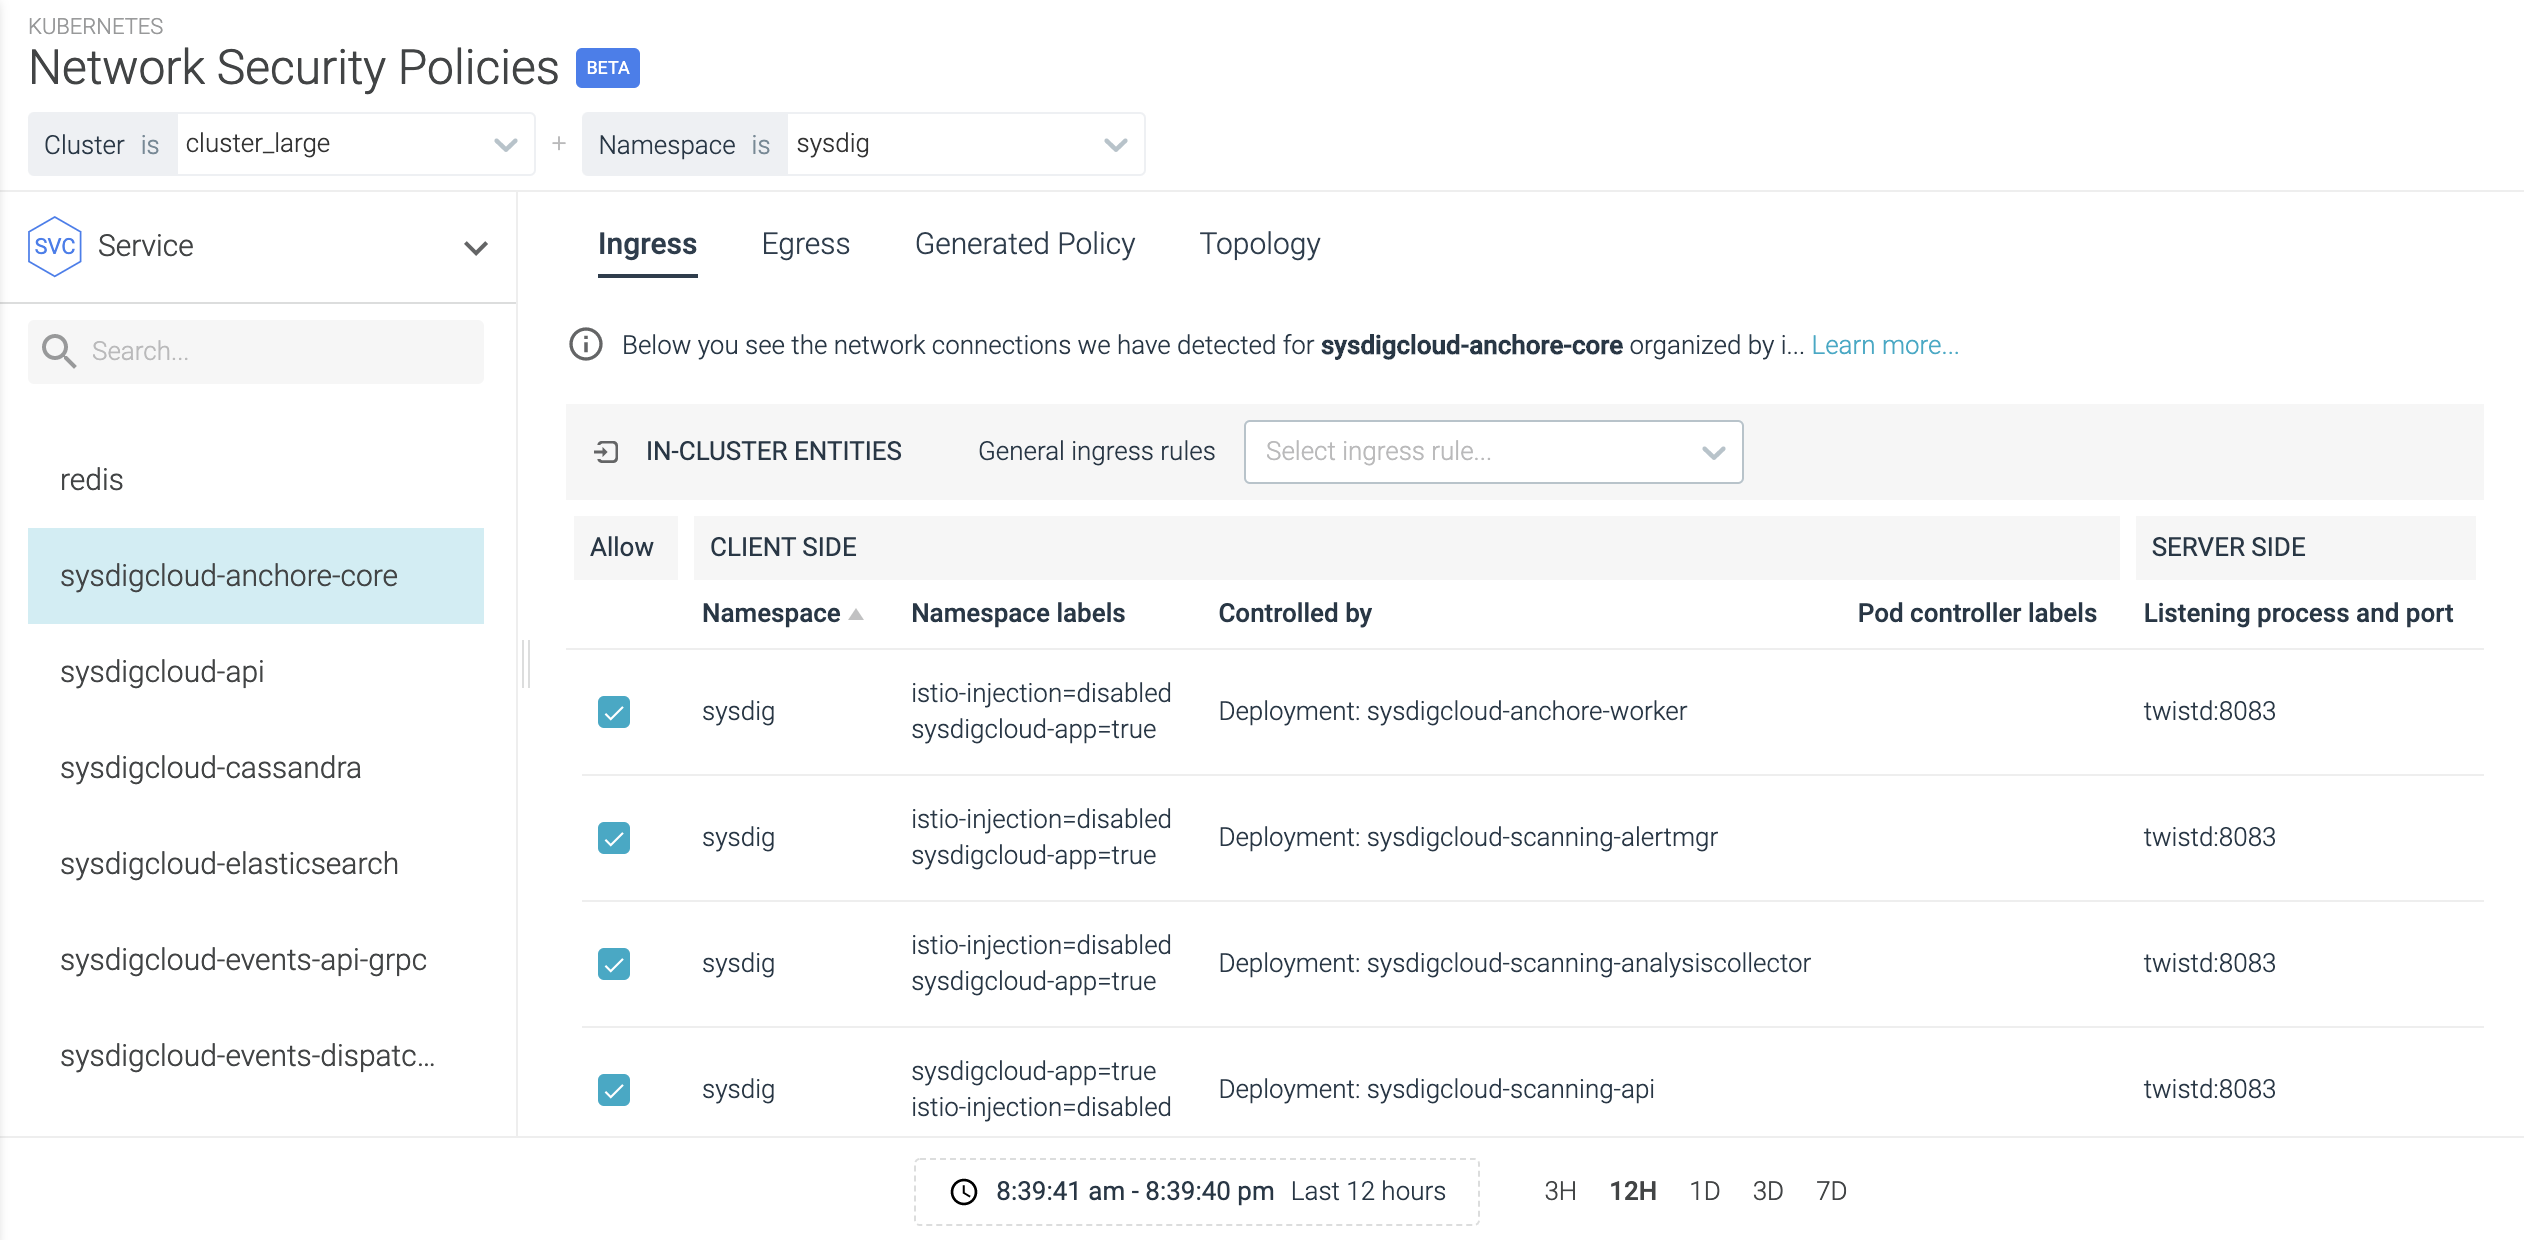 KUBERNETES
Network Security Policies BETA
Cluster is cluster_large + Namespace is sysdig
SVC Service
Search...
redis
sysdigcloud-anchore-core
sysdigcloud-api
sysdigcloud-cassandra
sysdigcloud-elasticsearch
sysdigcloud-events-api-grpc
sysdigcloud-events-dispatc...
Ingress Egress Generated Policy Topology
Below you see the network connections we have detected for sysdigcloud-anchore-core organized by i... Learn more...
IN-CLUSTER ENTITIES General ingress rules Select ingress rule...
Allow CLIENT SIDE SERVER SIDE
Namespace Namespace labels Controlled by Pod controller labels Listening process and port
sysdig istio-injection=disabled Deployment: sysdigcloud-anchore-worker twistd:8083
sysdigcloud-app=true
sysdig istio-injection=disabled Deployment: sysdigcloud-scanning-alertmgr twistd:8083
sysdigcloud-app=true
sysdig istio-injection=disabled Deployment: sysdigcloud-scanning-analysiscollector twistd:8083
sysdigcloud-app=true
sysdig sysdigcloud-app=true Deployment: sysdigcloud-scanning-api twistd:8083
istio-injection=disabled
8:39:41 am - 8:39:40 pm Last 12 hours 3H 12H 1D 3D 7D